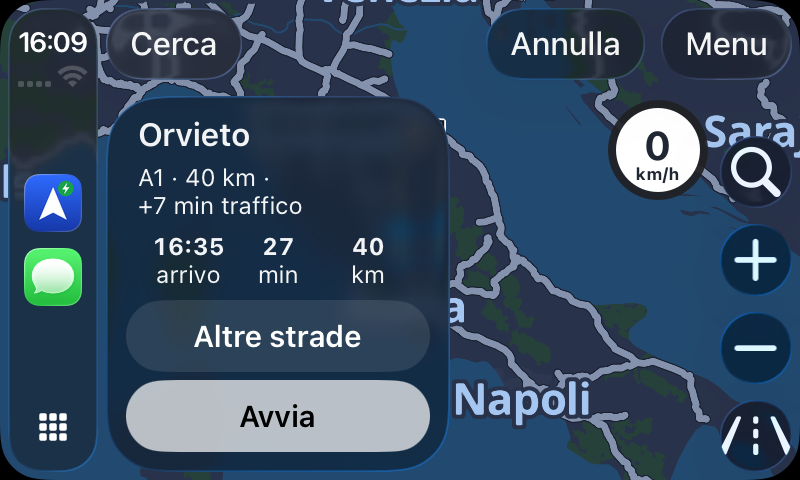 16:09
Cerca
Annulla
Menu
Orvieto
A1 · 40 km ·
+7 min traffico
16:35 27 40
arrivo min km
Altre strade
Avvia
0
km/h
Napoli